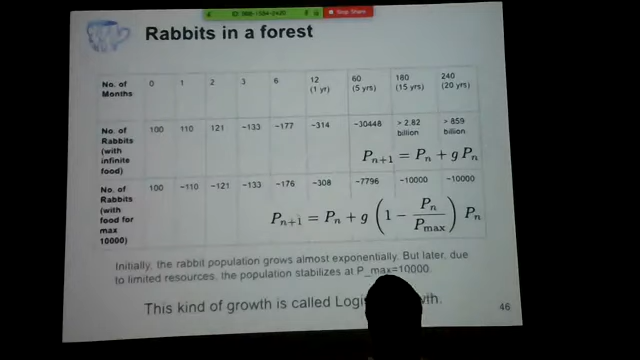 Stop Share
Rabbits in a forest
No. of Months 0 1 2 3 6 12 (1 yr) 60 (5 yrs) 180 (15 yrs) 240 (20 yrs)
No. of Rabbits (with infinite food) 100 110 121 ~133 ~177 ~314 ~30448 > 2.82 billion > 859 billion
P_{n+1} = P_n + g P_n
No. of Rabbits (with food for max 10000) 100 ~110 ~121 ~133 ~176 ~308 ~7796 ~10000 ~10000
P_{n+1} = P_n + g (1 − P_n / P_max) P_n
Initially, the rabbit population grows almost exponentially. But later, due
to limited resources, the population stabilizes at P_max=10000.
This kind of growth is called
46